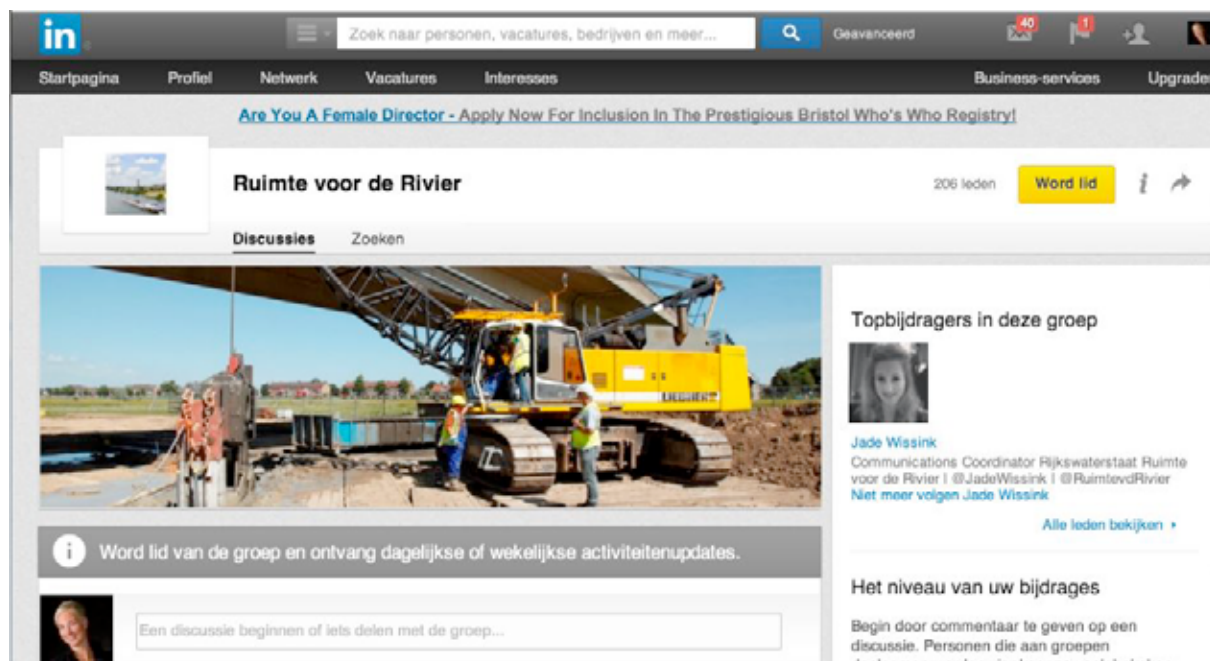 in
Zoek naar personen, vacatures, bedrijven en meer...
Geavanceerd
40
1
Startpagina Profiel Netwerk Vacatures Interesses Business-services Upgrade
Are You A Female Director - Apply Now For Inclusion In The Prestigious Bristol Who's Who Registry!
Ruimte voor de Rivier
206 leden
Word lid
Discussies Zoeken
LIEBHERR
Topbijdragers in deze groep
Jade Wissink
Communications Coordinator Rijkswaterstaat Ruimte
voor de Rivier | @JadeWissink | @RuimtevdRivier
Niet meer volgen Jade Wissink
Alle leden bekijken
Word lid van de groep en ontvang dagelijkse of wekelijkse activiteitenupdates.
Een discussie beginnen of iets delen met de groep...
Het niveau van uw bijdrages
Begin door commentaar te geven op een
discussie. Personen die aan groepen